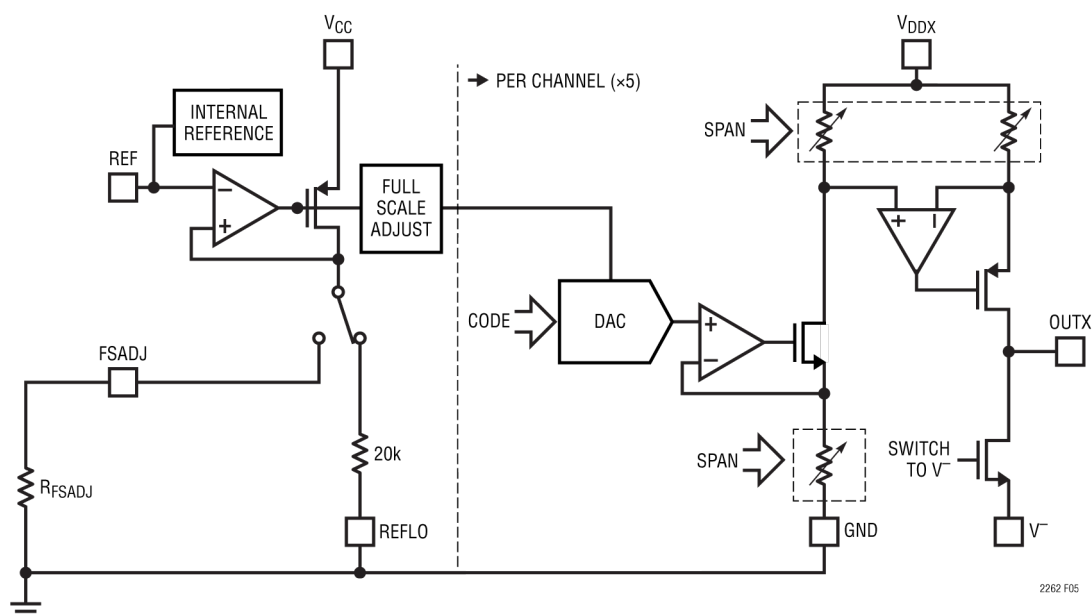 V_CC
V_DDX
→ PER CHANNEL (×5)
INTERNAL
REFERENCE
SPAN
REF
FULL
SCALE
ADJUST
−
+
+
−
CODE
DAC
+
−
OUTX
FSADJ
SWITCH
TO V⁻
20k
SPAN
R_FSADJ
REFLO
GND
V⁻
2262 F05